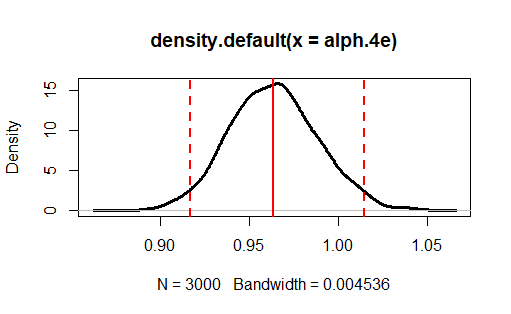 density.default(x = alph.4e)
Density
0 5 10 15
0.90 0.95 1.00 1.05
N = 3000 Bandwidth = 0.004536